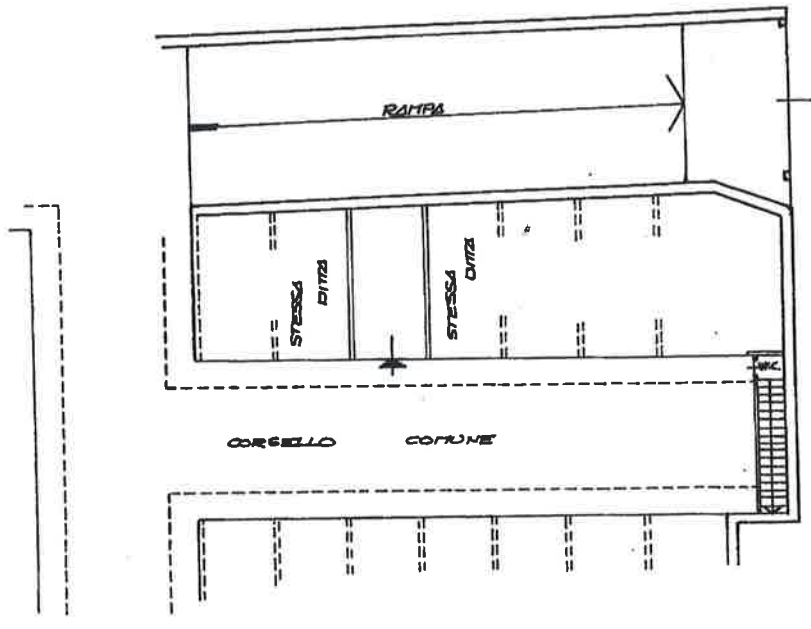 RAMPA
STESSA
DITTA
STESSA
DITTA
W.C.
CORSELLO COMUNE